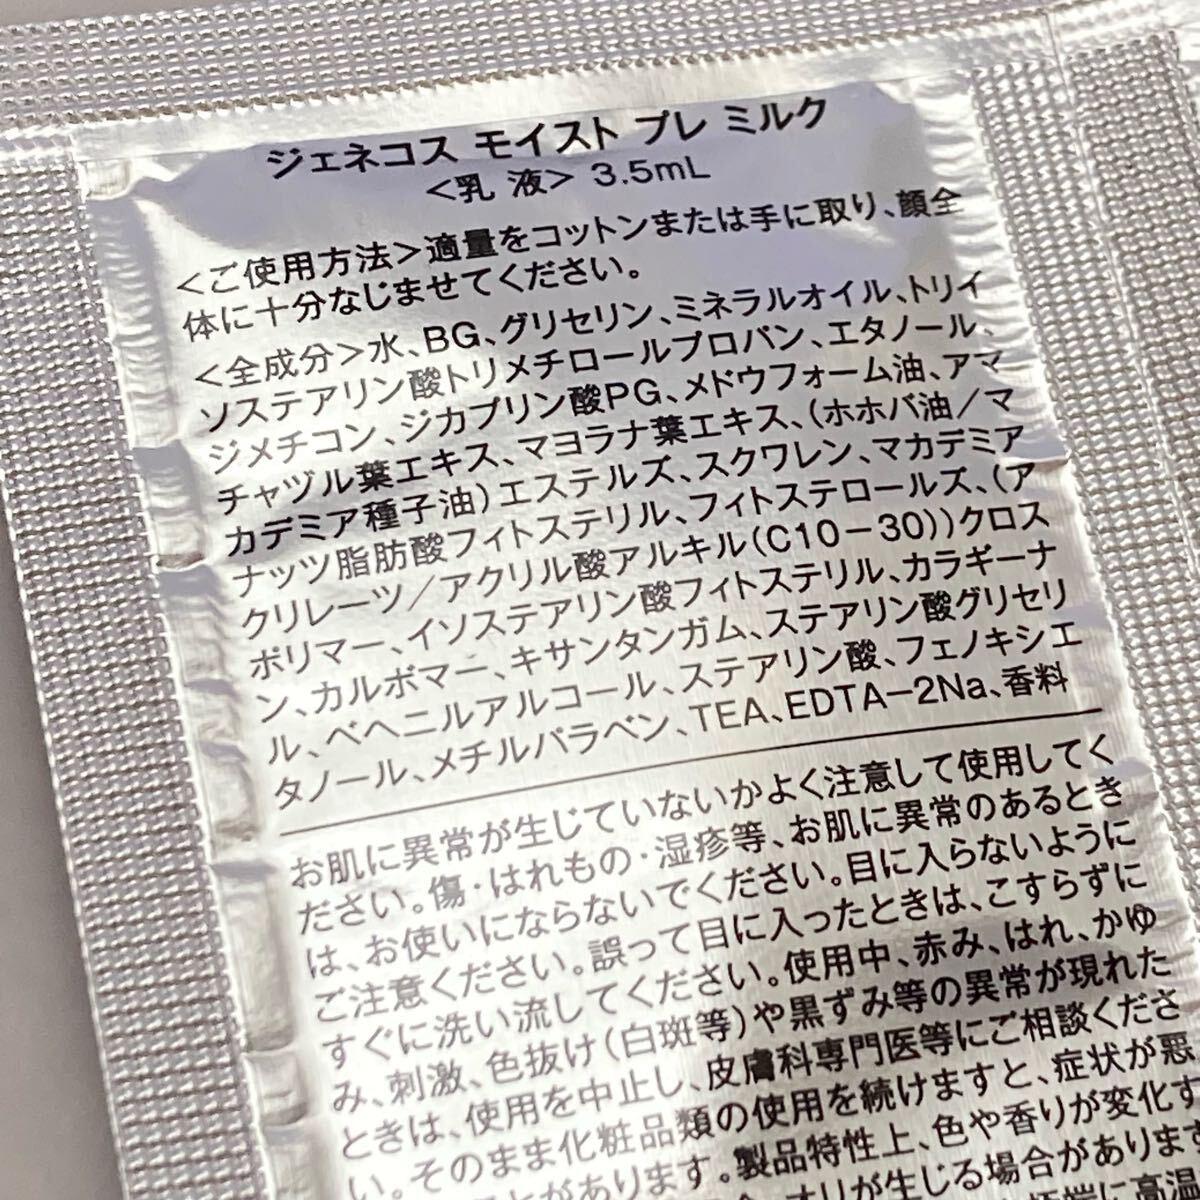 ジェネコス モイスト プレ ミルク
<乳 液> 3.5mL
<ご使用方法>適量をコットンまたは手に取り、顔全
体に十分なじませてください。
<全成分>水、BG、グリセリン、ミネラルオイル、トリイ
ソステアリン酸トリメチロールプロパン、エタノール、
ジメチコン、ジカプリン酸PG、メドウフォーム油、アマ
チャヅル葉エキス、マヨラナ葉エキス、(ホホバ油/マ
カデミア種子油)エステルズ、スクワレン、マカデミア
ナッツ脂肪酸フィトステリル、フィトステロールズ、(ア
クリレーツ/アクリル酸アルキル(C10-30))クロス
ポリマー、イソステアリン酸フィトステリル、カラギーナ
ン、カルボマー、キサンタンガム、ステアリン酸グリセリ
ル、ベヘニルアルコール、ステアリン酸、フェノキシエ
タノール、メチルパラベン、TEA、EDTA-2Na、香料
お肌に異常が生じていないかよく注意して使用してく
ださい。傷・はれもの・湿疹等、お肌に異常のあるとき
は、お使いにならないでください。目に入らないように
ご注意ください。誤って目に入ったときは、こすらずに
すぐに洗い流してください。使用中、赤み、はれ、かゆ
み、刺激、色抜け(白斑等)や黒ずみ等の異常が現れた
ときは、使用を中止し、皮膚科専門医等にご相談くださ
い。そのまま化粧品類の使用を続けますと、症状が悪
とがあります。製品特性上、色や香りが変化す
オリが生じる場合があります
端に高温